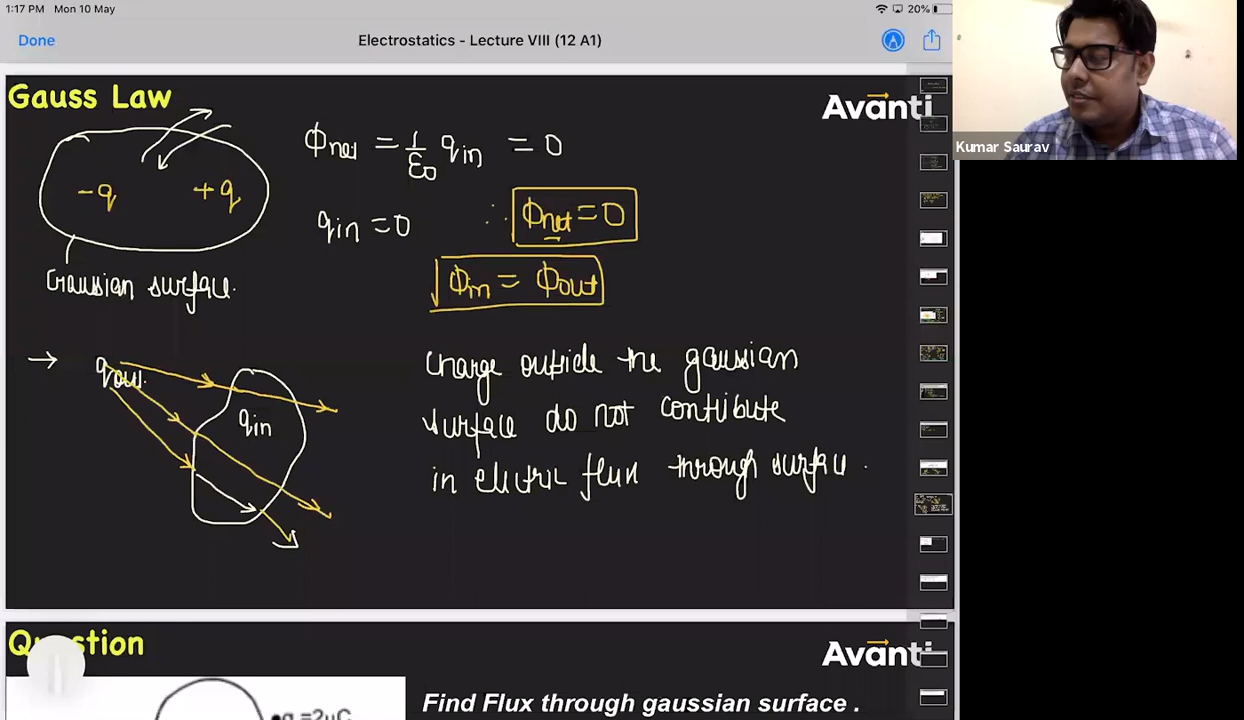 1:17 PM Mon 10 May
20%
Done
Electrostatics - Lecture VIII (12 A1)
Gauss Law
Avanti
Kumar Saurav
-q +q
Gaussian surface.
Φnet = 1/ε0 qin = 0
qin = 0
∴ Φnet = 0
Φin = Φout
→ qout
qin
charge outside the gaussian
surface do not contribute
in electric flux through surface.
Question
Avanti
q =2μC
Find Flux through gaussian surface .